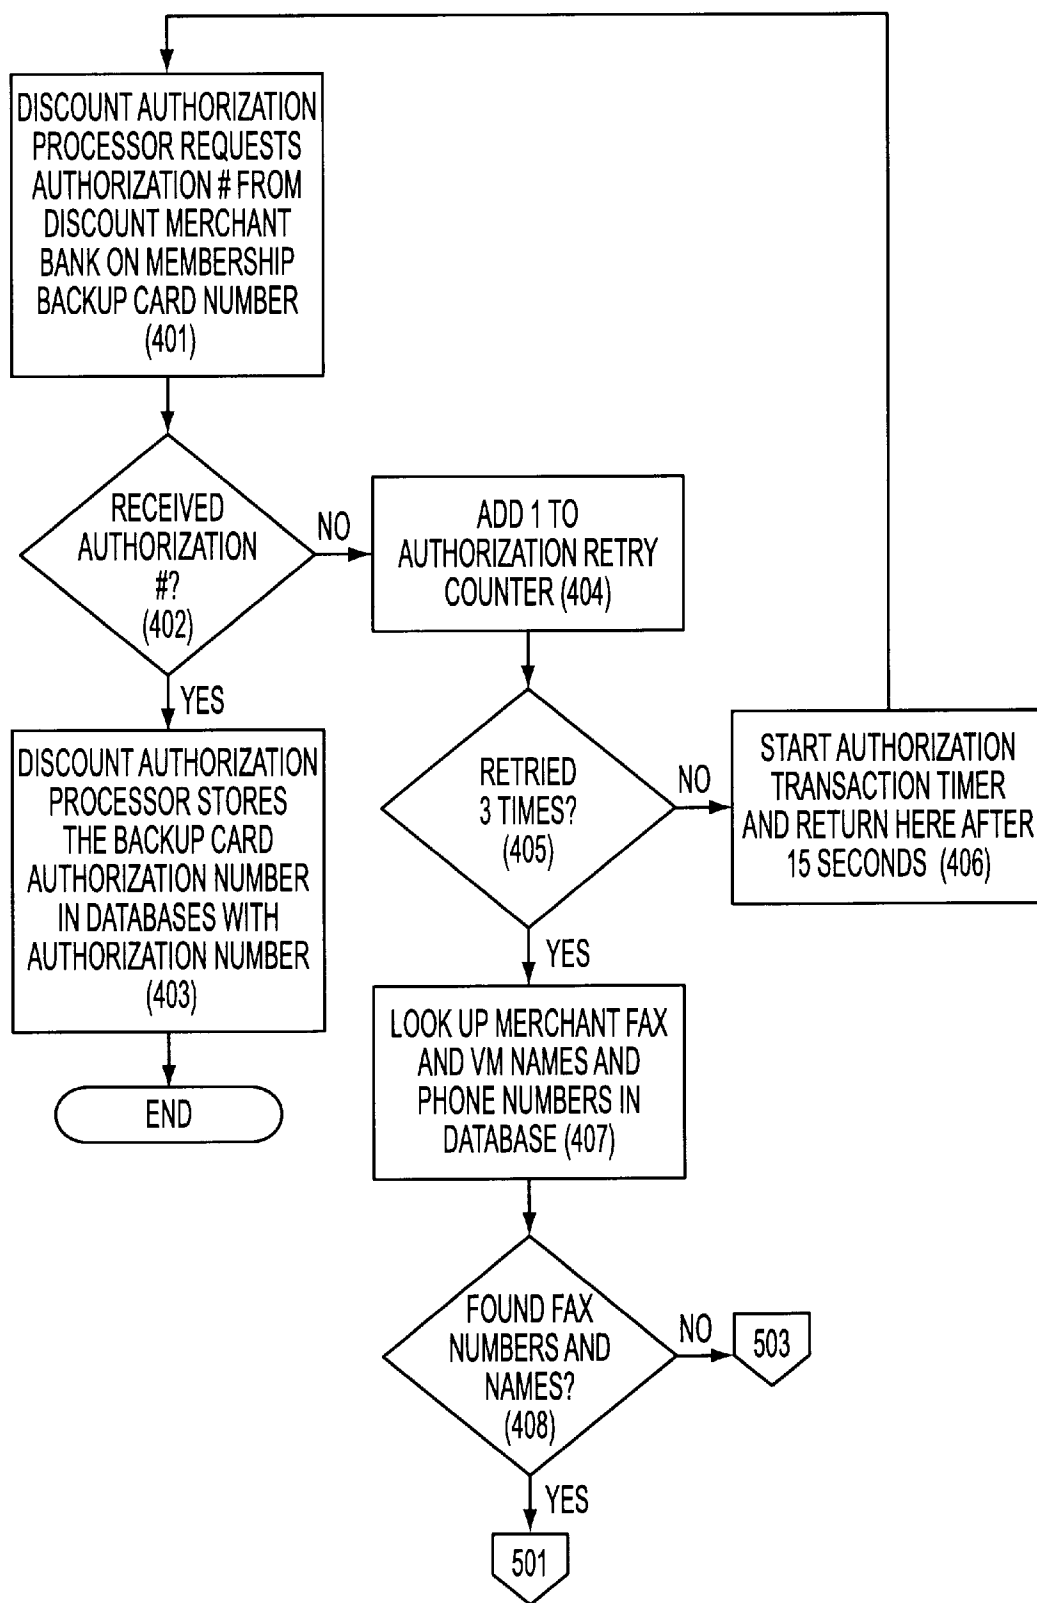 DISCOUNT AUTHORIZATION
PROCESSOR REQUESTS
AUTHORIZATION # FROM
DISCOUNT MERCHANT
BANK ON MEMBERSHIP
BACKUP CARD NUMBER
(401)
RECEIVED
AUTHORIZATION
#?
(402)
NO
ADD 1 TO
AUTHORIZATION RETRY
COUNTER (404)
YES
DISCOUNT AUTHORIZATION
PROCESSOR STORES
THE BACKUP CARD
AUTHORIZATION NUMBER
IN DATABASES WITH
AUTHORIZATION NUMBER
(403)
END
RETRIED
3 TIMES?
(405)
NO
START AUTHORIZATION
TRANSACTION TIMER
AND RETURN HERE AFTER
15 SECONDS (406)
YES
LOOK UP MERCHANT FAX
AND VM NAMES AND
PHONE NUMBERS IN
DATABASE (407)
FOUND FAX
NUMBERS AND
NAMES?
(408)
NO
503
YES
501